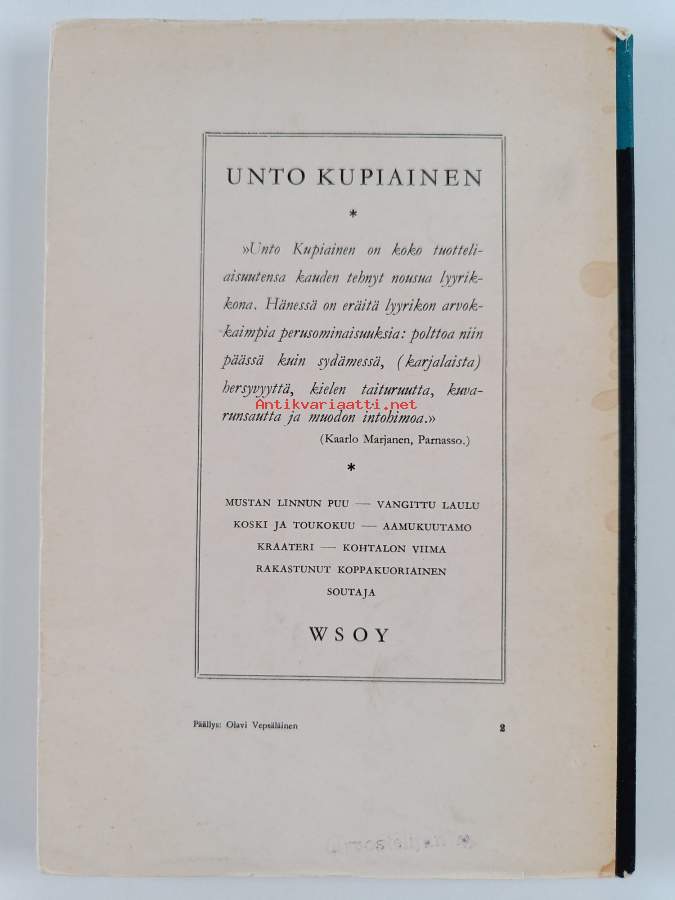 UNTO KUPIAINEN
*
»Unto Kupiainen on koko tuotteli-
aisuutensa kauden tehnyt nousua lyyrik-
kona. Hänessä on eräitä lyyrikon arvok-
kaimpia perusominaisuuksia: polttoa niin
päässä kuin sydämessä, (karjalaista)
hersyvyyttä, kielen taituruutta, kuva-
Antikvariaatti.net
runsautta ja muodon intohimoa.»
(Kaarlo Marjanen, Parnasso.)
*
MUSTAN LINNUN PUU — VANGITTU LAULU
KOSKI JA TOUKOKUU — AAMUKUUTAMO
KRAATERI — KOHTALON VIIMA
RAKASTUNUT KOPPAKUORIAINEN
SOUTAJA
WSOY
Päällys: Olavi Vepsäläinen 2